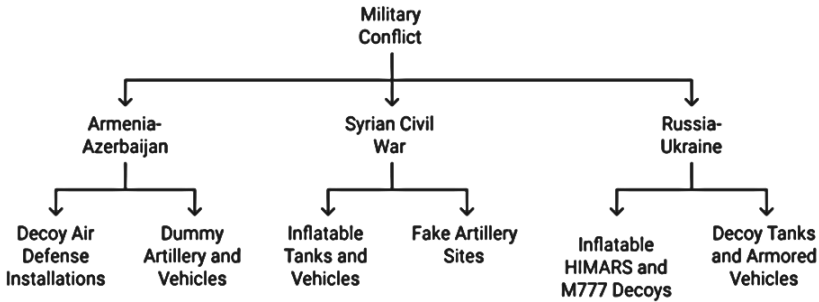 Military
Conflict
Armenia-
Azerbaijan
Syrian Civil
War
Russia-
Ukraine
Decoy Air
Defense
Installations
Dummy
Artillery and
Vehicles
Inflatable
Tanks and
Vehicles
Fake Artillery
Sites
Inflatable
HIMARS and
M777 Decoys
Decoy Tanks
and Armored
Vehicles